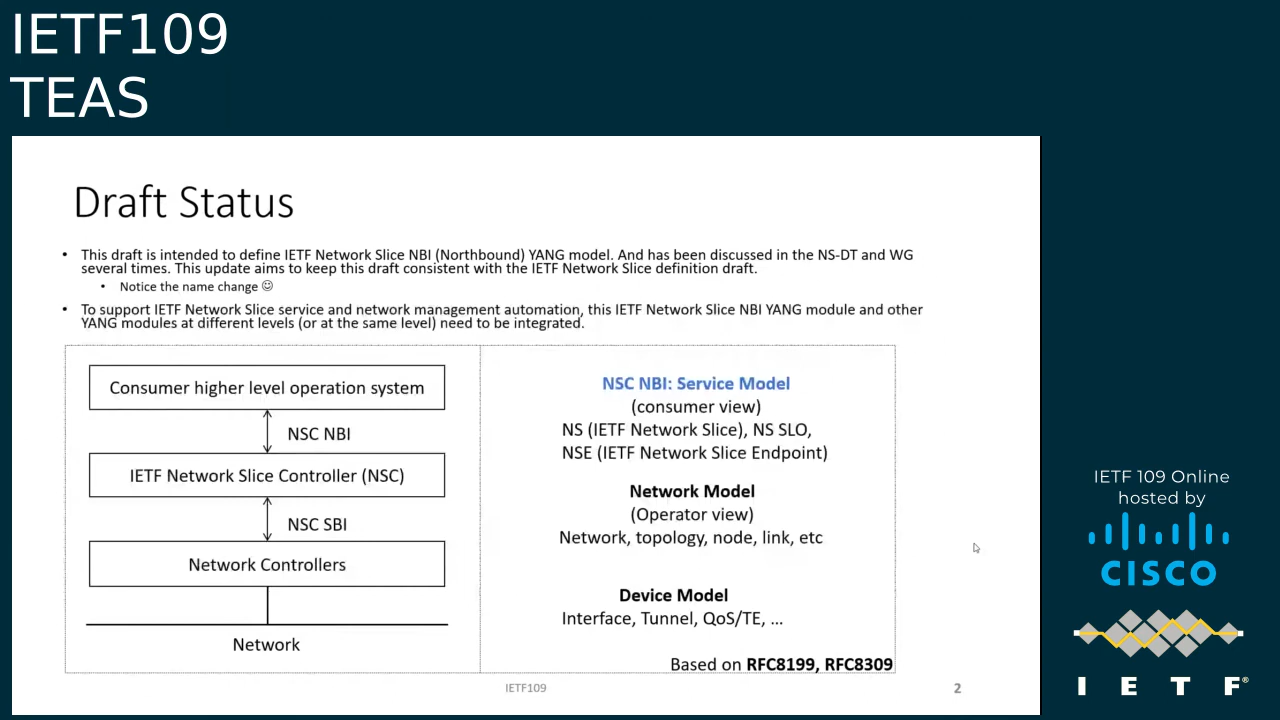 IETF109
TEAS
Draft Status
• This draft is intended to define IETF Network Slice NBI (Northbound) YANG model. And has been discussed in the NS-DT and WG
several times. This update aims to keep this draft consistent with the IETF Network Slice definition draft.
• Notice the name change ☺
• To support IETF Network Slice service and network management automation, this IETF Network Slice NBI YANG module and other
YANG modules at different levels (or at the same level) need to be integrated.
Consumer higher level operation system
NSC NBI
IETF Network Slice Controller (NSC)
NSC SBI
Network Controllers
Network
NSC NBI: Service Model
(consumer view)
NS (IETF Network Slice), NS SLO,
NSE (IETF Network Slice Endpoint)
Network Model
(Operator view)
Network, topology, node, link, etc
Device Model
Interface, Tunnel, QoS/TE, ...
Based on RFC8199, RFC8309
IETF109
2
IETF 109 Online
hosted by
CISCO
I E T F®